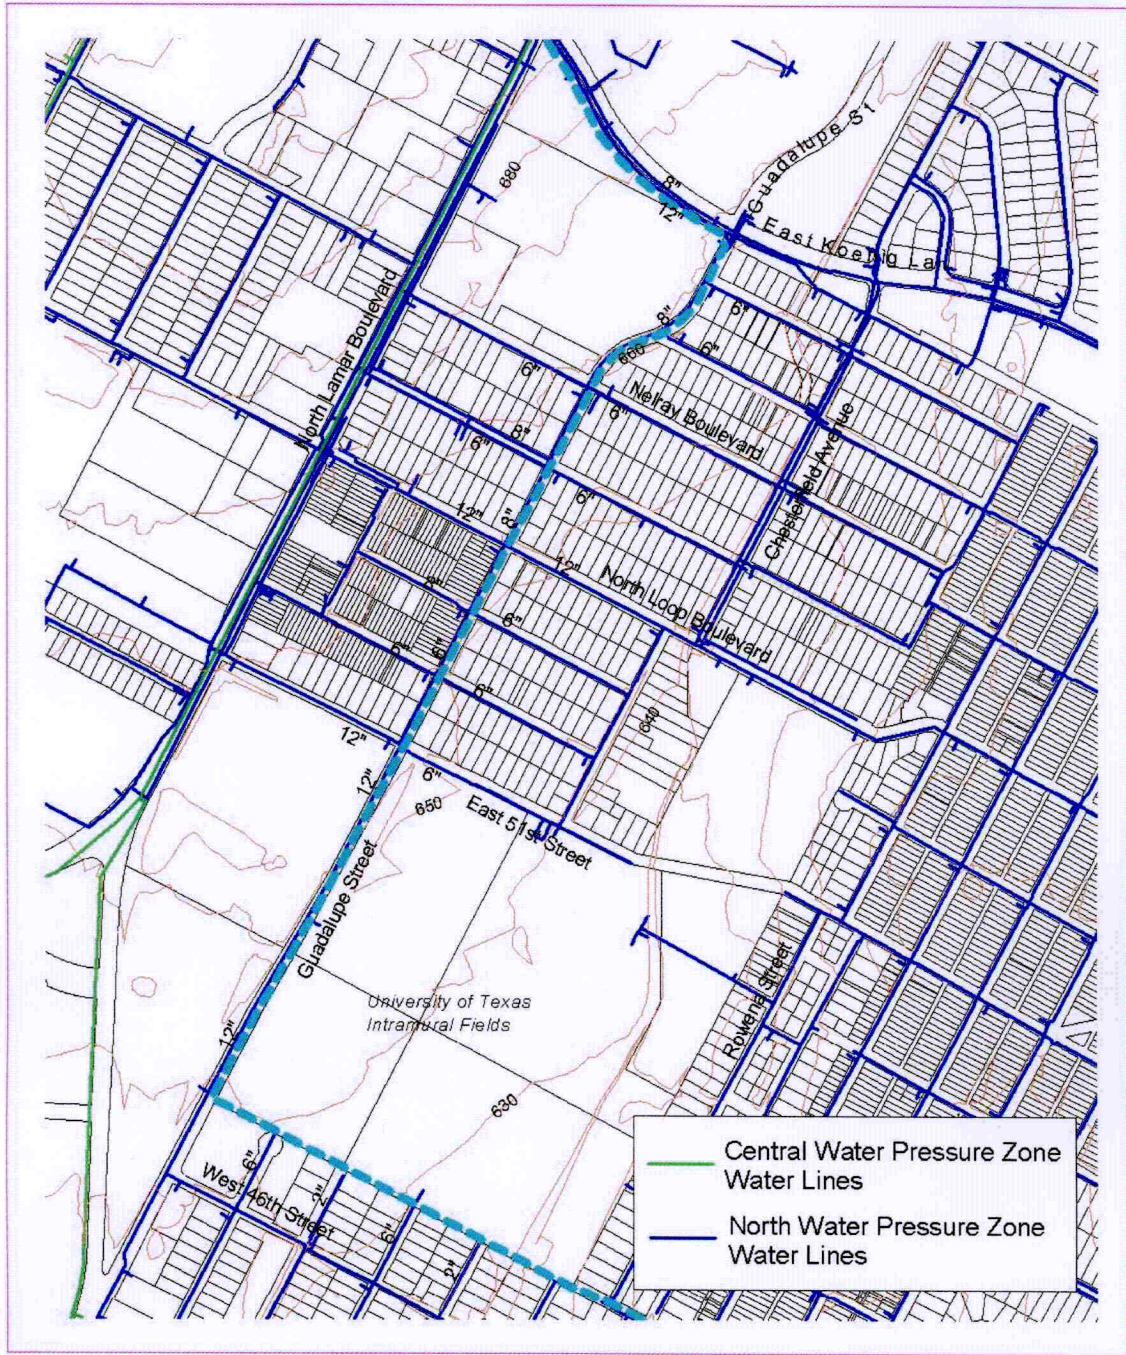 Guadalupe St
680
8"
12"
East Koenig Lan
North Lamar Boulevard
8"
6"
660
6"
6"
Nelray Boulevard
6"
8"
6"
Chesterfield Avenue
6"
12"
8"
12"
North Loop Boulevard
6"
6"
6"
640
12"
6"
12"
650
East 51st Street
Guadalupe Street
University of Texas
Intramural Fields
Rowena Street
12"
630
6"
West 46th Street
2"
6"
2"
Central Water Pressure Zone
Water Lines
North Water Pressure Zone
Water Lines